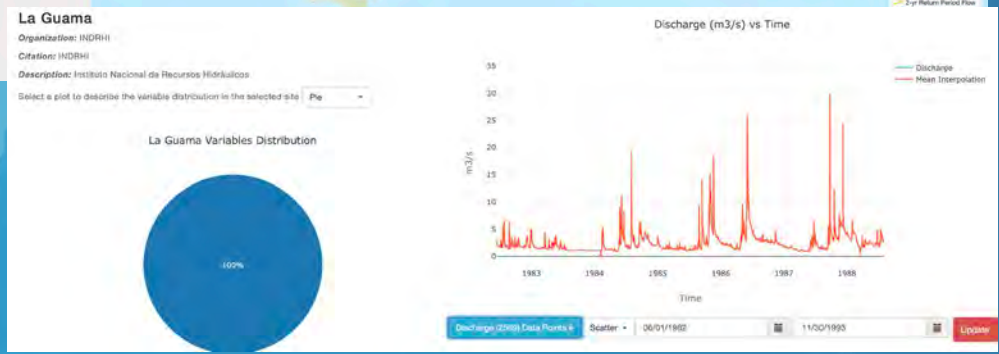 2-yr Return Period Flow
La Guama
Organization: INDRHI
Citation: INDRHI
Description: Instituto Nacional de Recursos Hidráulicos
Select a plot to describe the variable distribution in the selected site
Pie
La Guama Variables Distribution
100%
Discharge (m3/s) vs Time
Discharge
Mean Interpolation
35
30
25
20
15
10
5
0
m3/s
1983
1984
1985
1986
1987
1988
Time
Discharge Data Points
Scatter
06/01/1982
11/30/1993
Update